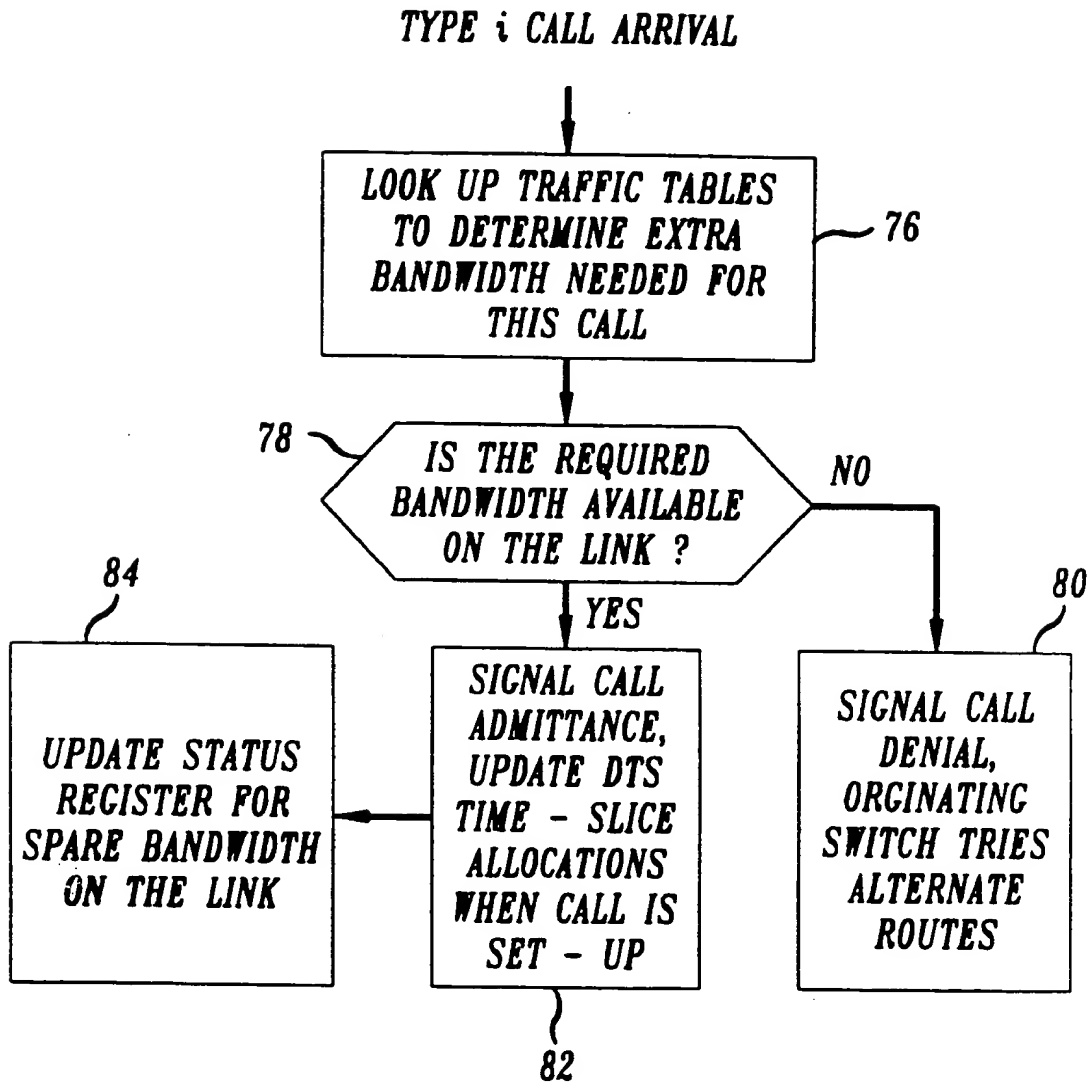 TYPE i CALL ARRIVAL
LOOK UP TRAFFIC TABLES
TO DETERMINE EXTRA
BANDWIDTH NEEDED FOR
THIS CALL
76
78
IS THE REQUIRED
BANDWIDTH AVAILABLE
ON THE LINK ?
NO
YES
84
UPDATE STATUS
REGISTER FOR
SPARE BANDWIDTH
ON THE LINK
SIGNAL CALL
ADMITTANCE,
UPDATE DTS
TIME - SLICE
ALLOCATIONS
WHEN CALL IS
SET - UP
82
80
SIGNAL CALL
DENIAL,
ORGINATING
SWITCH TRIES
ALTERNATE
ROUTES